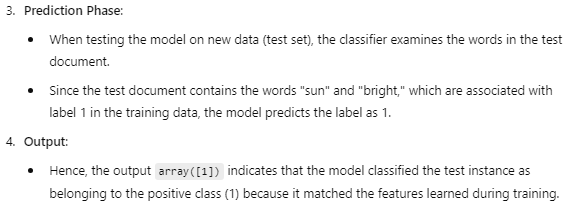 3. Prediction Phase:
• When testing the model on new data (test set), the classifier examines the words in the test
document.
• Since the test document contains the words "sun" and "bright," which are associated with
label 1 in the training data, the model predicts the label as 1.
4. Output:
• Hence, the output array([1]) indicates that the model classified the test instance as
belonging to the positive class (1) because it matched the features learned during training.